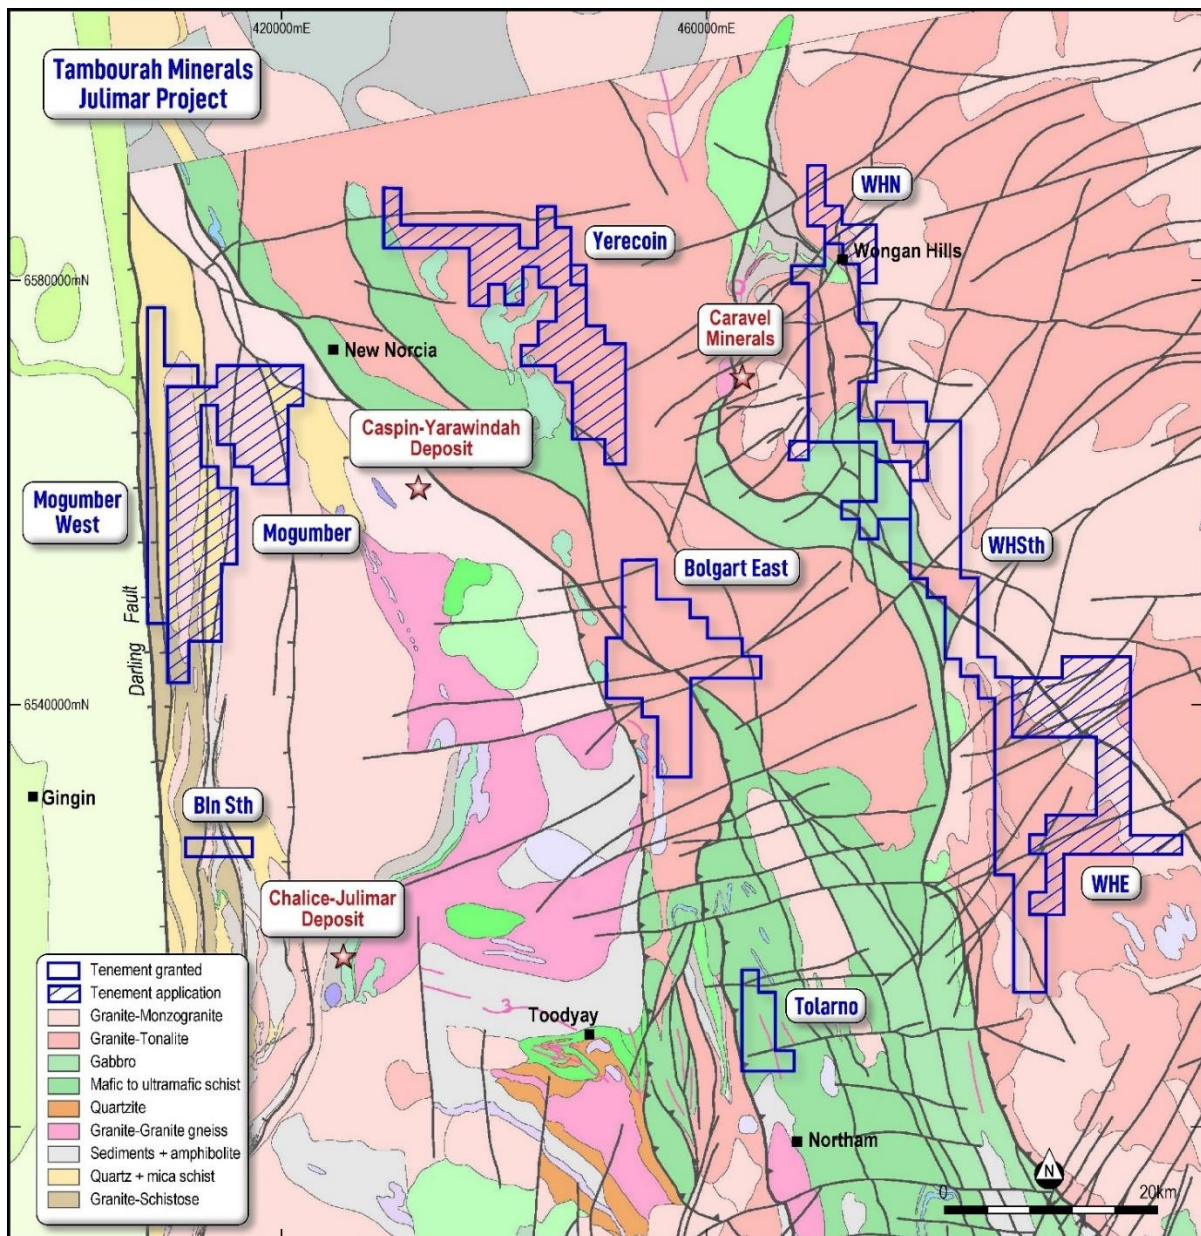 420000mE
460000mE
Tambourah Minerals
Julimar Project
WHN
Yerecoin
Wongan Hills
6580000mN
Caravel
Minerals
New Norcia
Caspin-Yarawindah
Deposit
Mogumber
West
Mogumber
WHSth
Bolgart East
Darling Fault
6540000mN
Gingin
Bln Sth
WHE
Chalice-Julimar
Deposit
Tolarno
Toodyay
Northam
Tenement granted
Tenement application
Granite-Monzogranite
Granite-Tonalite
Gabbro
Mafic to ultramafic schist
Quartzite
Granite-Granite gneiss
Sediments + amphibolite
Quartz + mica schist
Granite-Schistose
N
0 20km